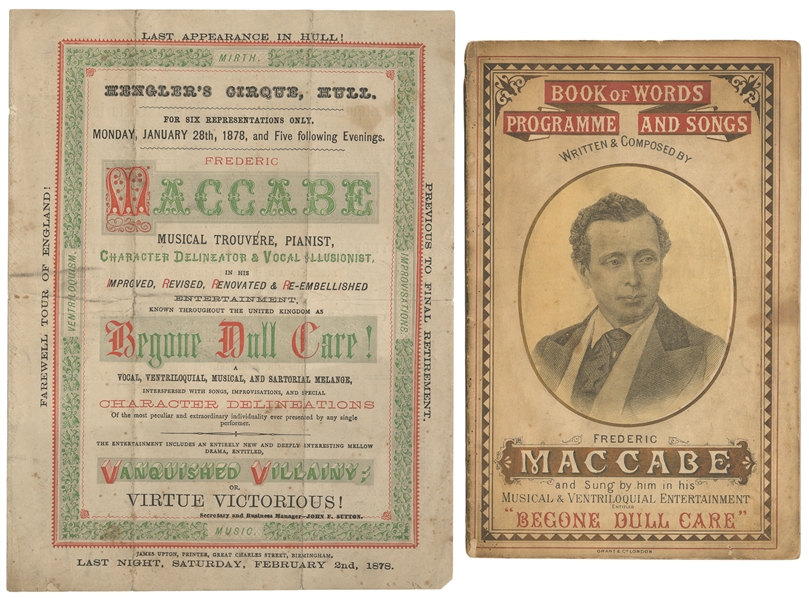 LAST APPEARANCE IN HULL!
MIRTH.
HENGLER'S CIRQUE, HULL.
FOR SIX REPRESENTATIONS ONLY.
MONDAY, JANUARY 28th, 1878, and Five following Evenings.
FREDERIC
MACCABE
MUSICAL TROUVÉRE, PIANIST,
CHARACTER DELINEATOR & VOCAL ILLUSIONIST,
IN HIS
IMPROVED, REVISED, RENOVATED & RE-EMBELLISHED
ENTERTAINMENT,
KNOWN THROUGHOUT THE UNITED KINGDOM AS
Begone Dull Care!
A
VOCAL, VENTRILOQUIAL, MUSICAL, AND SARTORIAL MELANGE,
INTERSPERSED WITH SONGS, IMPROVISATIONS, AND SPECIAL
CHARACTER DELINEATIONS
Of the most peculiar and extraordinary individuality ever presented by any single
performer.
THE ENTERTAINMENT INCLUDES AN ENTIRELY NEW AND DEEPLY INTERESTING MELLOW
DRAMA, ENTITLED,
VANQUISHED VILLAINY;
OR,
VIRTUE VICTORIOUS!
Secretary and Business Manager—JOHN F. SUTTON.
MUSIC.
JAMES UPTON, PRINTER, GREAT CHARLES STREET, BIRMINGHAM.
LAST NIGHT, SATURDAY, FEBRUARY 2nd, 1878.
FAREWELL TOUR OF ENGLAND!
VENTRILOQUISM,
IMPROVISATIONS.
PREVIOUS TO FINAL RETIREMENT.
BOOK OF WORDS
PROGRAMME AND SONGS
WRITTEN & COMPOSED BY
FREDERIC
MACCABE
and Sung by him in his
MUSICAL & VENTRILOQUIAL ENTERTAINMENT
ENTITLED
"BEGONE DULL CARE"
GRANT & Co LONDON